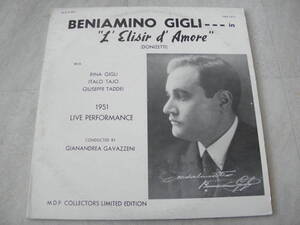 BENIAMINO GIGLI --- in
"L' Elisir d' Amore"
(DONIZETTI)
RINA GIGLI
ITALO TAJO
GIUSEPPE TADDEI
1951
LIVE PERFORMANCE
CONDUCTED BY
GIANANDREA GAVAZZENI
M D P COLLECTORS LIMITED EDITION